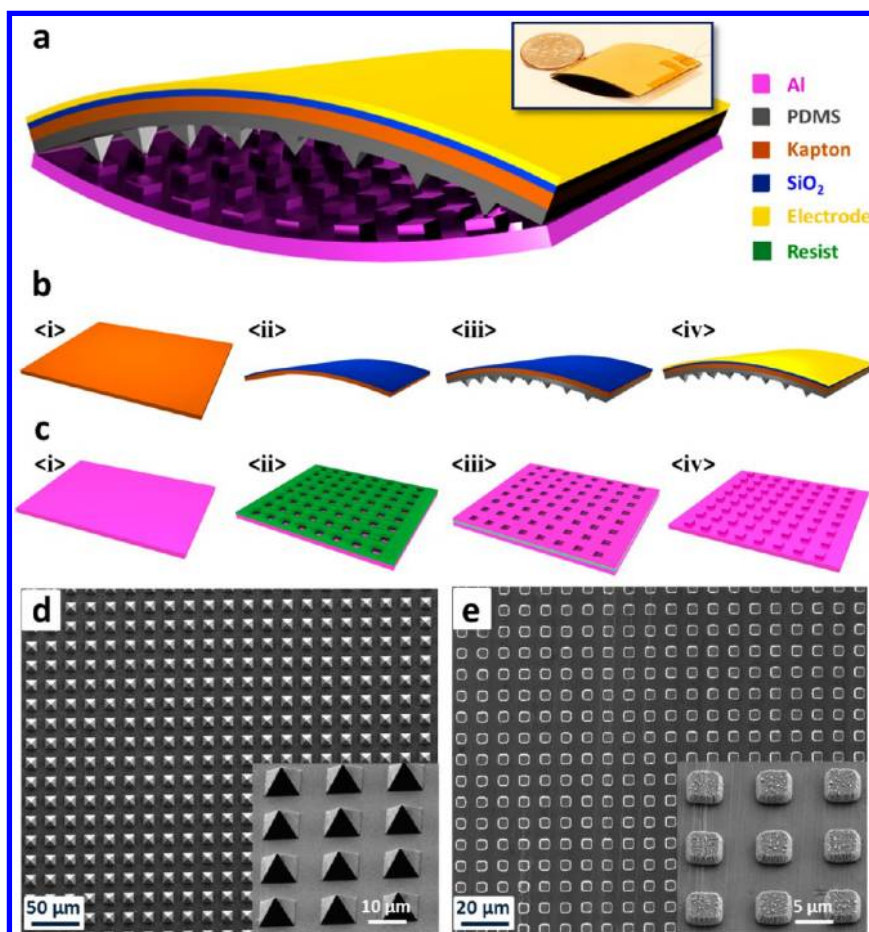 a
Al
PDMS
Kapton
SiO₂
Electrode
Resist
b
<i> <ii> <iii> <iv>
c
<i> <ii> <iii> <iv>
d
e
50 μm
10 μm
20 μm
5 μm